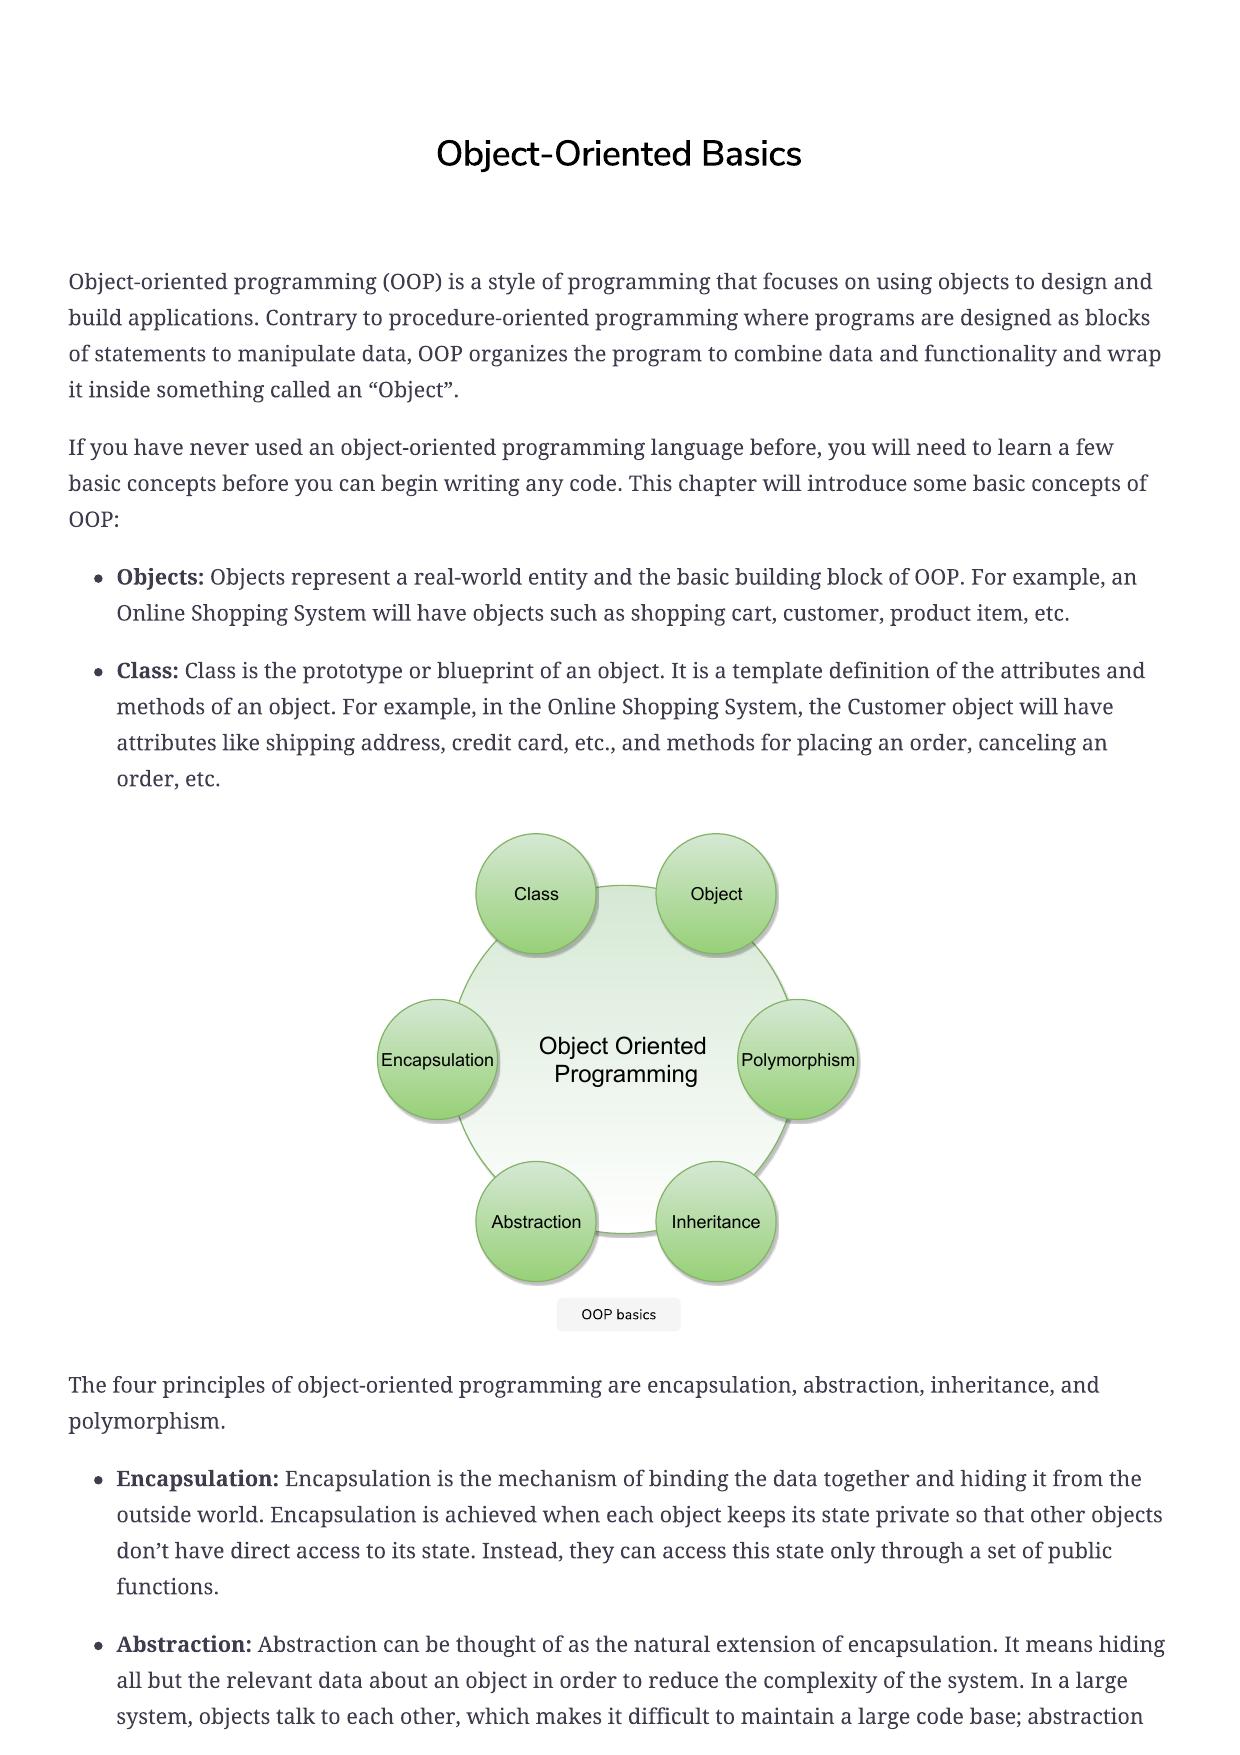 Object-Oriented Basics
Object-oriented programming (OOP) is a style of programming that focuses on using objects to design and
build applications. Contrary to procedure-oriented programming where programs are designed as blocks
of statements to manipulate data, OOP organizes the program to combine data and functionality and wrap
it inside something called an “Object”.
If you have never used an object-oriented programming language before, you will need to learn a few
basic concepts before you can begin writing any code. This chapter will introduce some basic concepts of
OOP:
• Objects: Objects represent a real-world entity and the basic building block of OOP. For example, an
Online Shopping System will have objects such as shopping cart, customer, product item, etc.
• Class: Class is the prototype or blueprint of an object. It is a template definition of the attributes and
methods of an object. For example, in the Online Shopping System, the Customer object will have
attributes like shipping address, credit card, etc., and methods for placing an order, canceling an
order, etc.
Class
Object
Encapsulation
Object Oriented
Programming
Polymorphism
Abstraction
Inheritance
OOP basics
The four principles of object-oriented programming are encapsulation, abstraction, inheritance, and
polymorphism.
• Encapsulation: Encapsulation is the mechanism of binding the data together and hiding it from the
outside world. Encapsulation is achieved when each object keeps its state private so that other objects
don’t have direct access to its state. Instead, they can access this state only through a set of public
functions.
• Abstraction: Abstraction can be thought of as the natural extension of encapsulation. It means hiding
all but the relevant data about an object in order to reduce the complexity of the system. In a large
system, objects talk to each other, which makes it difficult to maintain a large code base; abstraction